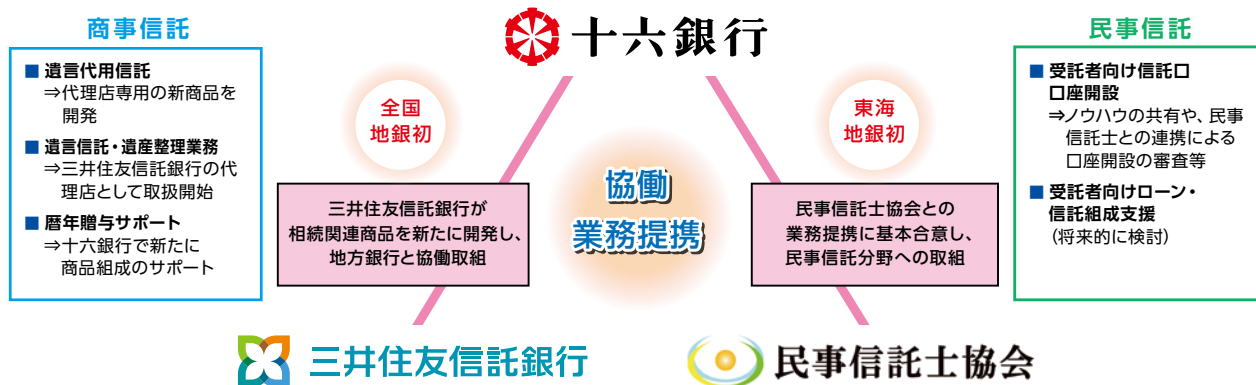 商事信託
■ 遺言代用信託
⇒代理店専用の新商品を
開発
■ 遺言信託・遺産整理業務
⇒三井住友信託銀行の代
理店として取扱開始
■ 暦年贈与サポート
⇒十六銀行で新たに
商品組成のサポート
十六銀行
全国
地銀初
三井住友信託銀行が
相続関連商品を新たに開発し、
地方銀行と協働取組
協働
業務提携
東海
地銀初
民事信託士協会との
業務提携に基本合意し、
民事信託分野への取組
民事信託
■ 受託者向け信託口
口座開設
⇒ノウハウの共有や、民事
信託士との連携による
口座開設の審査等
■ 受託者向けローン・
信託組成支援
(将来的に検討)
三井住友信託銀行
民事信託士協会